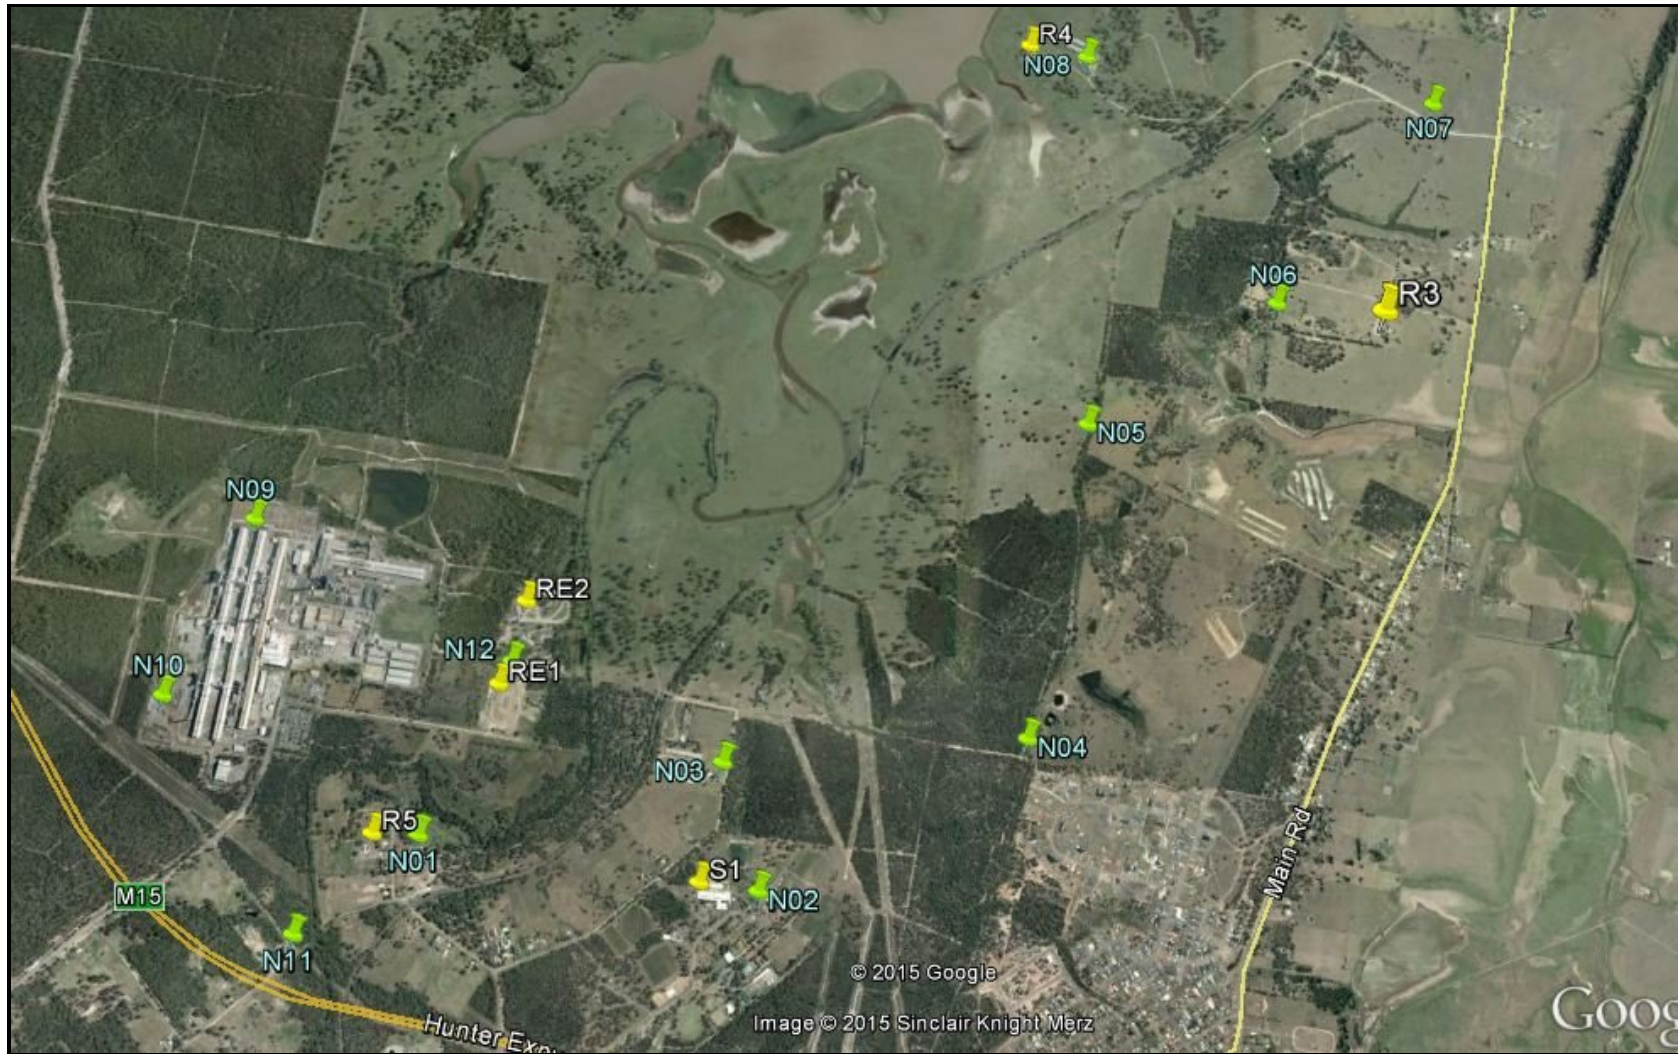 R4
N08
N07
N06
R3
N05
N09
RE2
N12
RE1
N10
N04
N03
R5
N01
S1
N02
M15
Main Rd
N11
© 2015 Google
Hunter Expy
Image © 2015 Sinclair Knight Merz
Goog